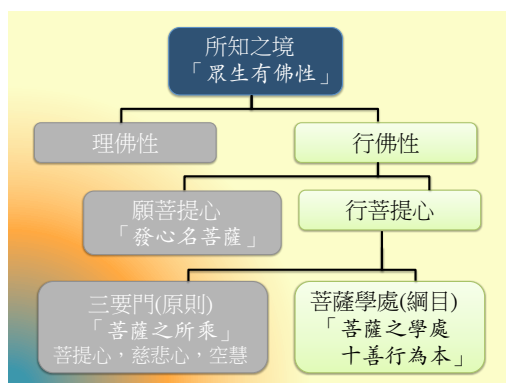 所知之境
「眾生有佛性」
理佛性
行佛性
願菩提心
「發心名菩薩」
行菩提心
三要門(原則)
「菩薩之所乘」
菩提心，慈悲心，空慧
菩薩學處(綱目)
「菩薩之學處
十善行為本」